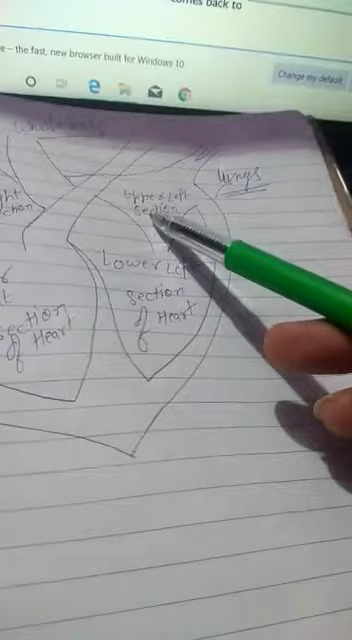 comes back to
e – the fast, new browser built for Windows 10
Change my default
Lungs
Upper Left
Section
Lower Left
section
of Heart
section
of Heart